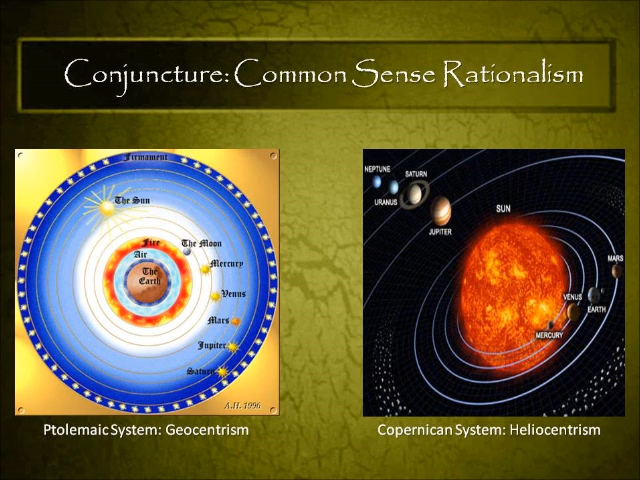 Conjuncture: Common Sense Rationalism
Firmament
The Sun
Fire
The Moon
Air
Mercury
The
Earth
Venus
Mars
Jupiter
Saturn
A.H. 1996
NEPTUNE
SATURN
URANUS
JUPITER
SUN
MARS
VENUS
EARTH
MERCURY
Ptolemaic System: Geocentrism
Copernican System: Heliocentrism